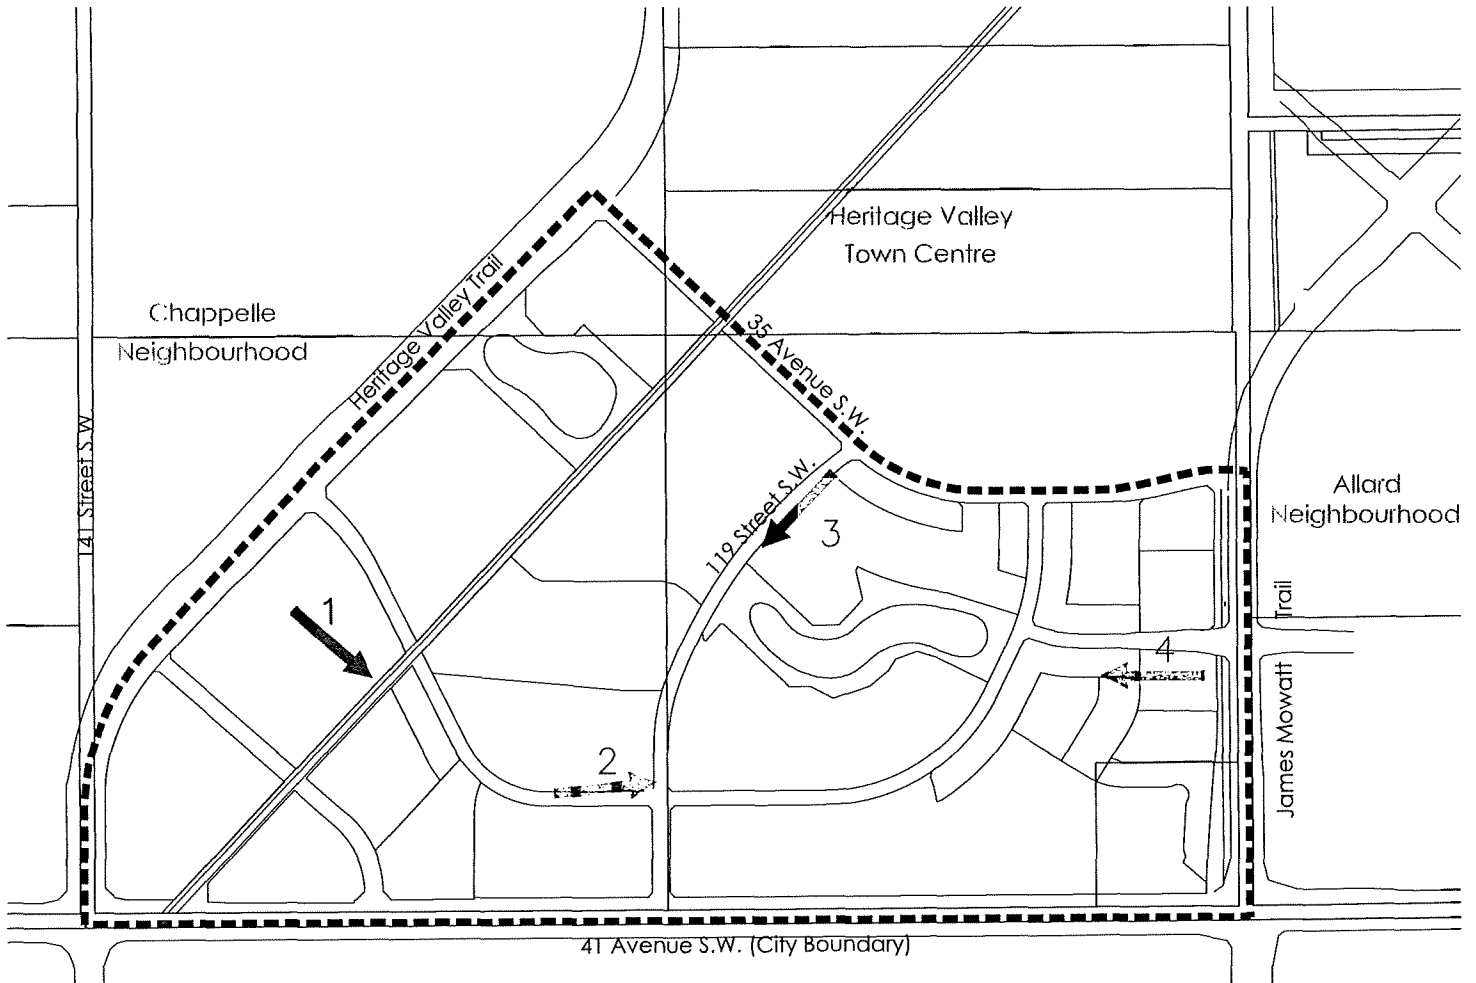 Heritage Valley
Town Centre
Chappelle
Neighbourhood
Heritage Valley Trail
35 Avenue S.W.
141 Street S.W
119 Street S.W.
Allard
Neighbourhood
1
2
3
4
James Mowatt Trail
41 Avenue S.W. (City Boundary)